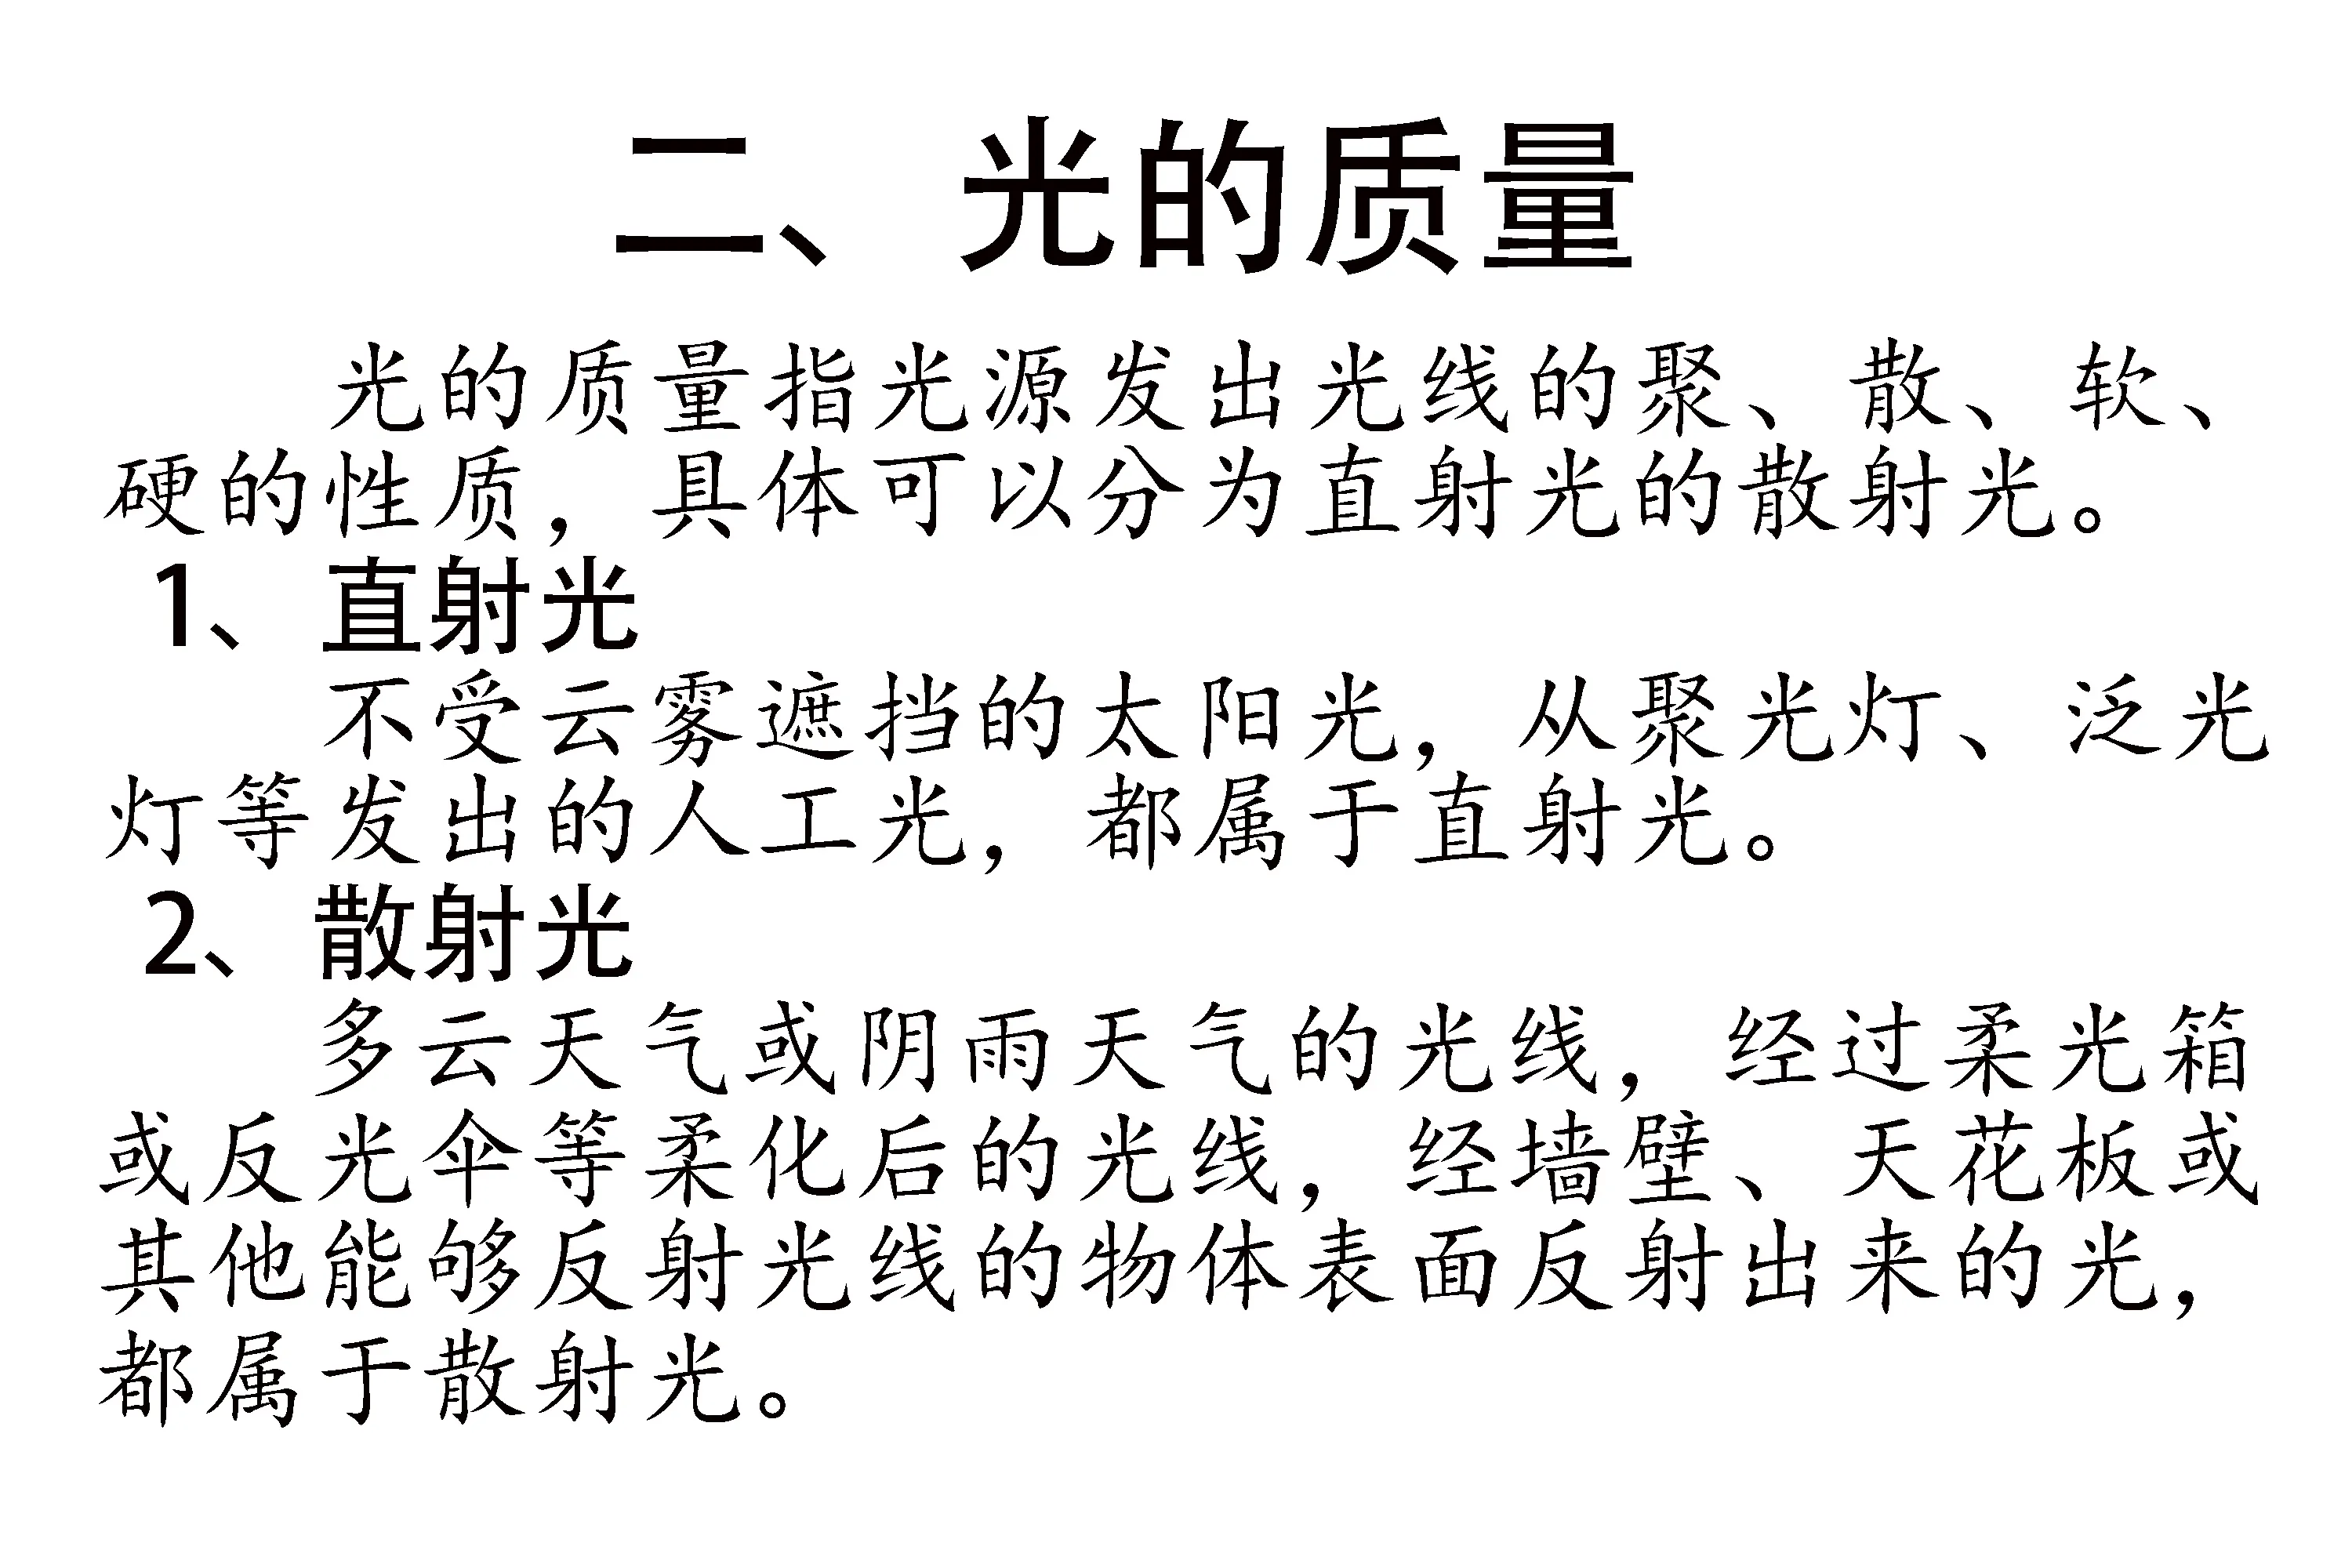 二、光的质量
光的质量指光源发出光线的聚、散、软、
硬的性质，具体可以分为直射光的散射光。
1、直射光
不受云雾遮挡的太阳光，从聚光灯、泛光
灯等发出的人工光，都属于直射光。
2、散射光
多云天气或阴雨天气的光线，经过柔光箱
或反光伞等柔化后的光线，经墙壁、天花板或
其他能够反射光线的物体表面反射出来的光，
都属于散射光。